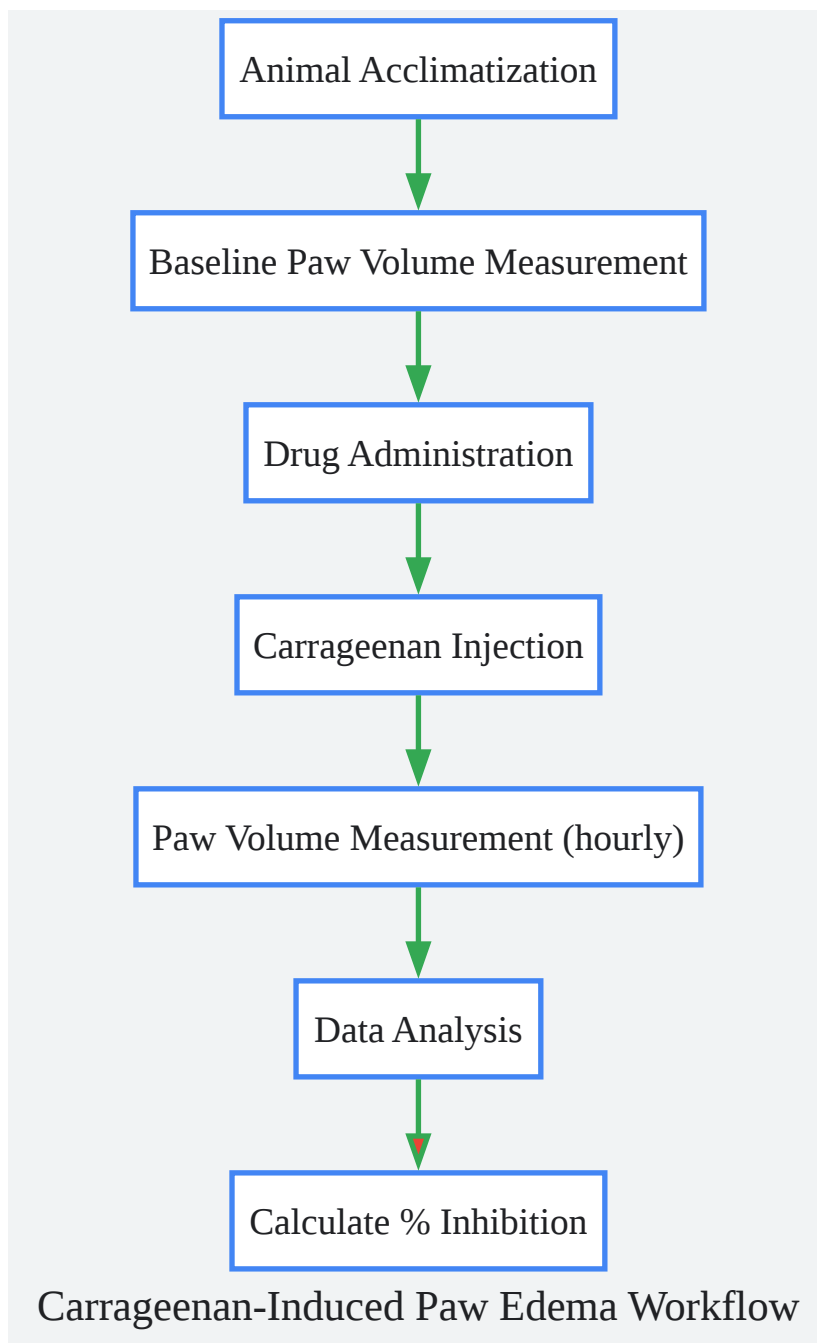 Animal Acclimatization
Baseline Paw Volume Measurement
Drug Administration
Carrageenan Injection
Paw Volume Measurement (hourly)
Data Analysis
Calculate % Inhibition
Carrageenan-Induced Paw Edema Workflow